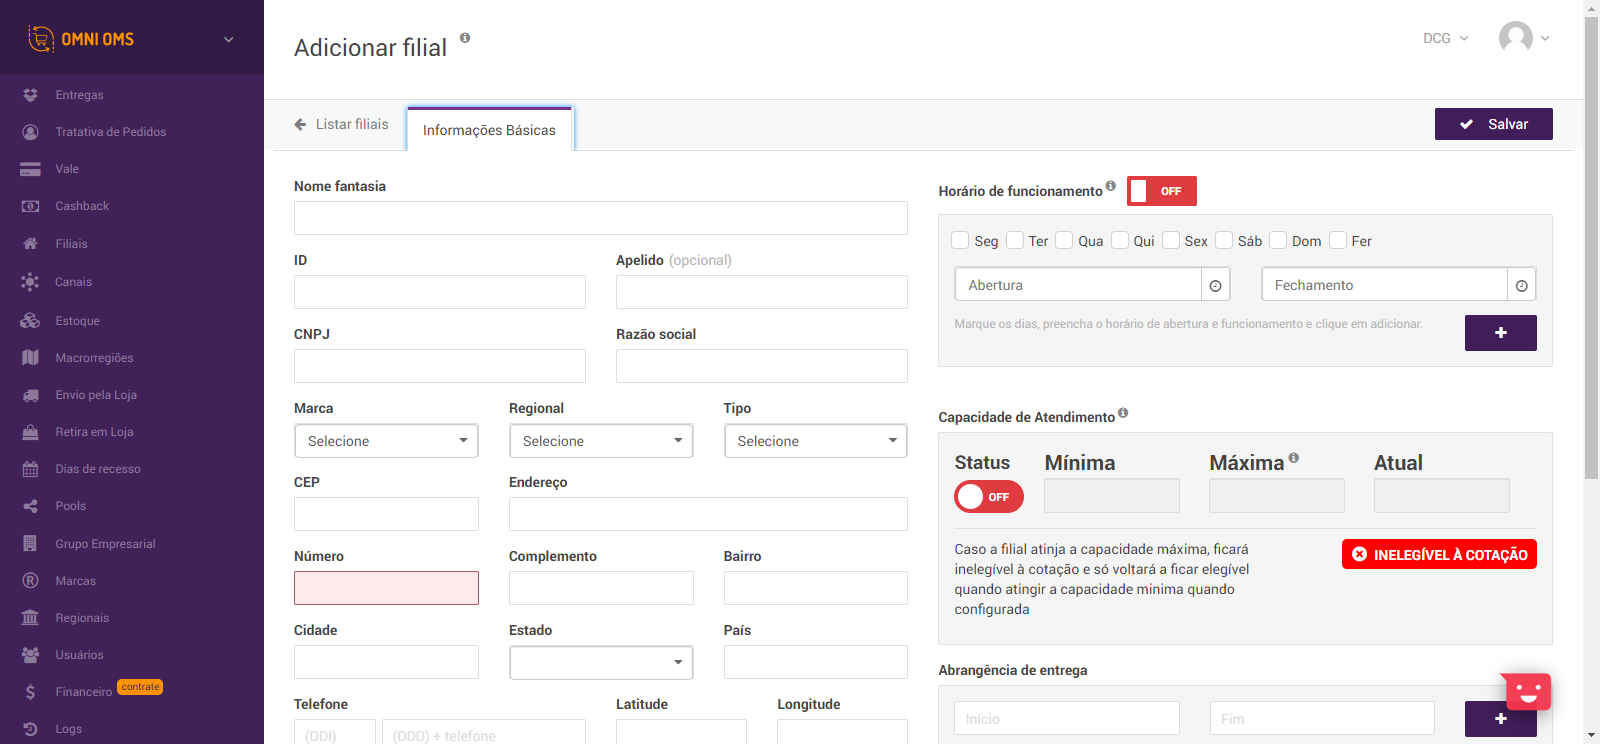 OMNI OMS
Entregas
Tratativa de Pedidos
Vale
Cashback
Filiais
Canais
Estoque
Macrorregiões
Envio pela Loja
Retira em Loja
Dias de recesso
Pools
Grupo Empresarial
Marcas
Regionais
Usuários
Financeiro contrate
Logs
Adicionar filial
DCG
Listar filiais
Informações Básicas
Salvar
Nome fantasia
ID
Apelido (opcional)
CNPJ
Razão social
Marca
Regional
Tipo
Selecione
Selecione
Selecione
CEP
Endereço
Número
Complemento
Bairro
Cidade
Estado
País
Telefone
Latitude
Longitude
(DDI)
(DDD) + telefone
Horário de funcionamento
OFF
Seg
Ter
Qua
Qui
Sex
Sáb
Dom
Fer
Abertura
Fechamento
Marque os dias, preencha o horário de abertura e funcionamento e clique em adicionar.
+
Capacidade de Atendimento
Status
Mínima
Máxima
Atual
OFF
Caso a filial atinja a capacidade máxima, ficará
inelegível à cotação e só voltará a ficar elegível
quando atingir a capacidade minima quando
configurada
INELEGÍVEL À COTAÇÃO
Abrangência de entrega
Início
Fim
+